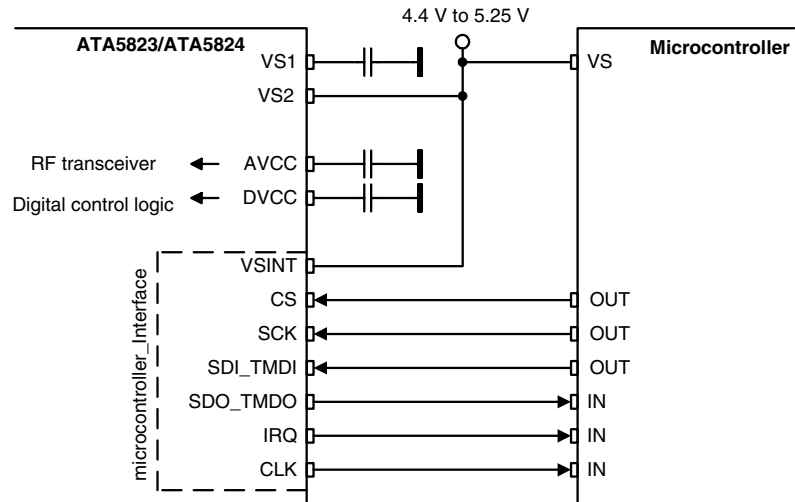 4.4 V to 5.25 V
ATA5823/ATA5824
Microcontroller
VS1
VS
VS2
RF transceiver
AVCC
Digital control logic
DVCC
microcontroller_Interface
VSINT
CS
OUT
SCK
OUT
SDI_TMDI
OUT
SDO_TMDO
IN
IRQ
IN
CLK
IN